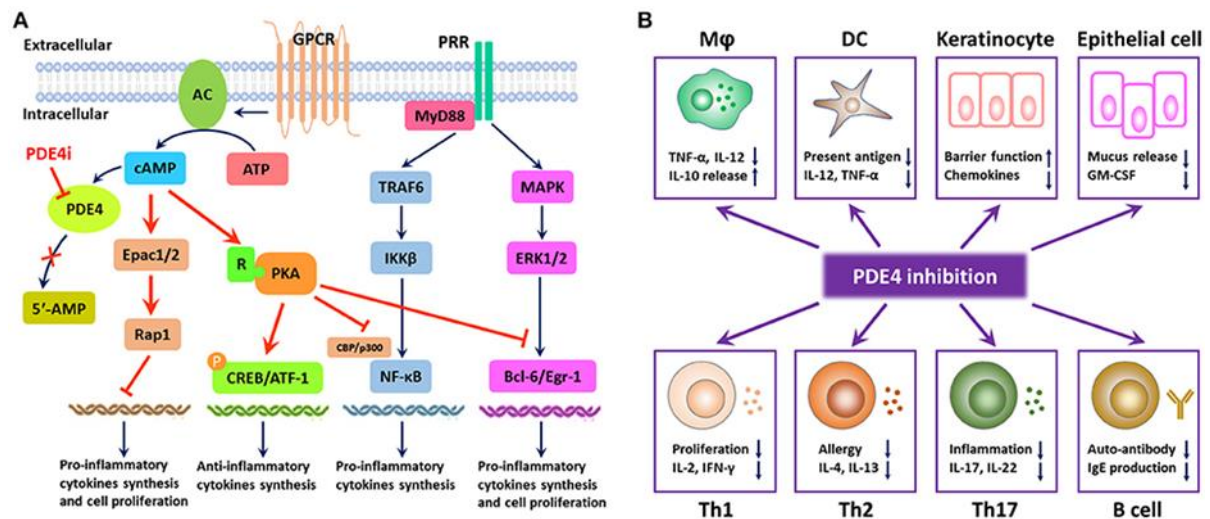 A
Extracellular
Intracellular
GPCR
PRR
AC
MyD88
PDE4i
cAMP
ATP
TRAF6
MAPK
PDE4
Epac1/2
R
PKA
IKKβ
ERK1/2
5′-AMP
Rap1
CBP/p300
P
CREB/ATF-1
NF-κB
Bcl-6/Egr-1
Pro-inflammatory
cytokines synthesis
and cell proliferation
Anti-inflammatory
cytokines synthesis
Pro-inflammatory
cytokines synthesis
Pro-inflammatory
cytokines synthesis
and cell proliferation
B
Mφ
TNF-α, IL-12 ↓
IL-10 release ↑
DC
Present antigen ↓
IL-12, TNF-α ↓
Keratinocyte
Barrier function ↑
Chemokines ↓
Epithelial cell
Mucus release ↓
GM-CSF ↓
PDE4 inhibition
Proliferation ↓
IL-2, IFN-γ ↓
Th1
Allergy ↓
IL-4, IL-13 ↓
Th2
Inflammation ↓
IL-17, IL-22 ↓
Th17
Auto-antibody ↓
IgE production ↓
B cell